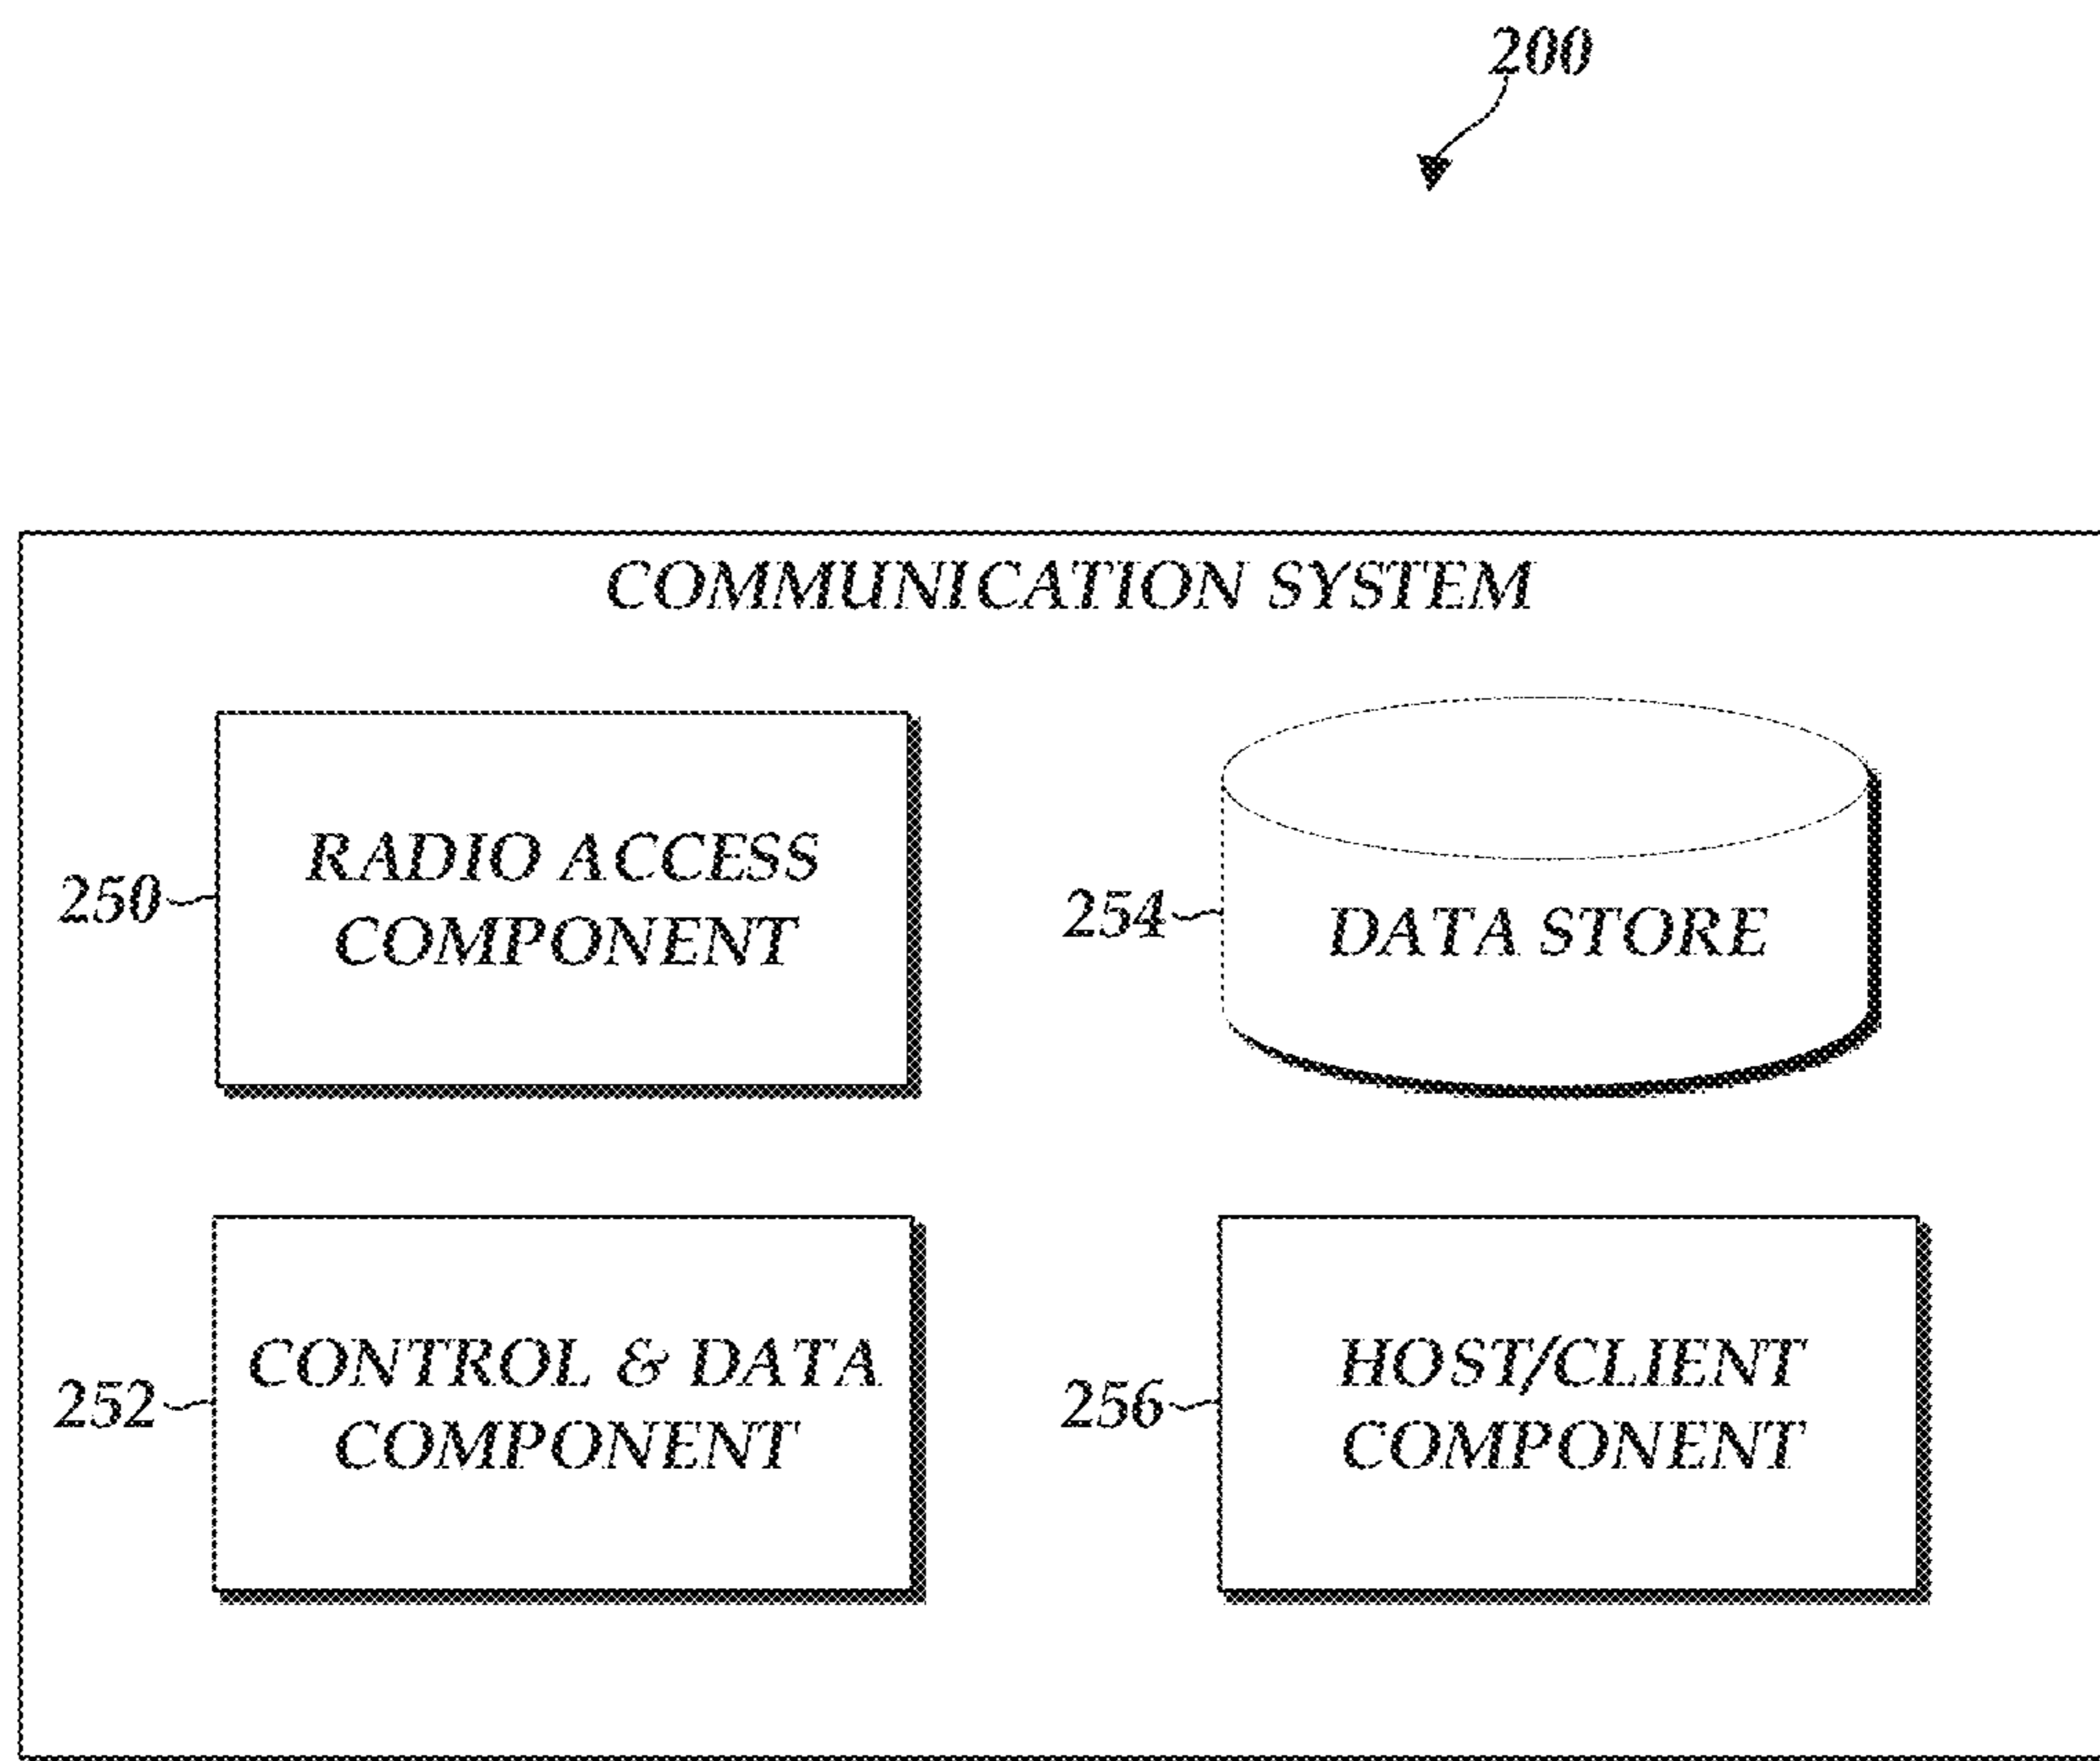 200
COMMUNICATION SYSTEM
RADIO ACCESS
COMPONENT
250
254
DATA STORE
CONTROL & DATA
COMPONENT
252
256
HOST/CLIENT
COMPONENT